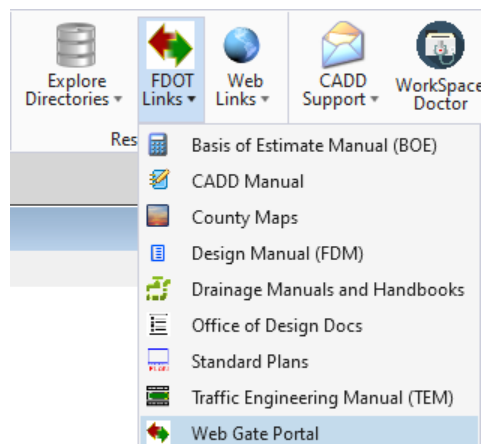 Explore
Directories
FDOT
Links
Web
Links
CADD
Support
WorkSpace
Doctor
Res
Basis of Estimate Manual (BOE)
CADD Manual
County Maps
Design Manual (FDM)
Drainage Manuals and Handbooks
Office of Design Docs
Standard Plans
Traffic Engineering Manual (TEM)
Web Gate Portal